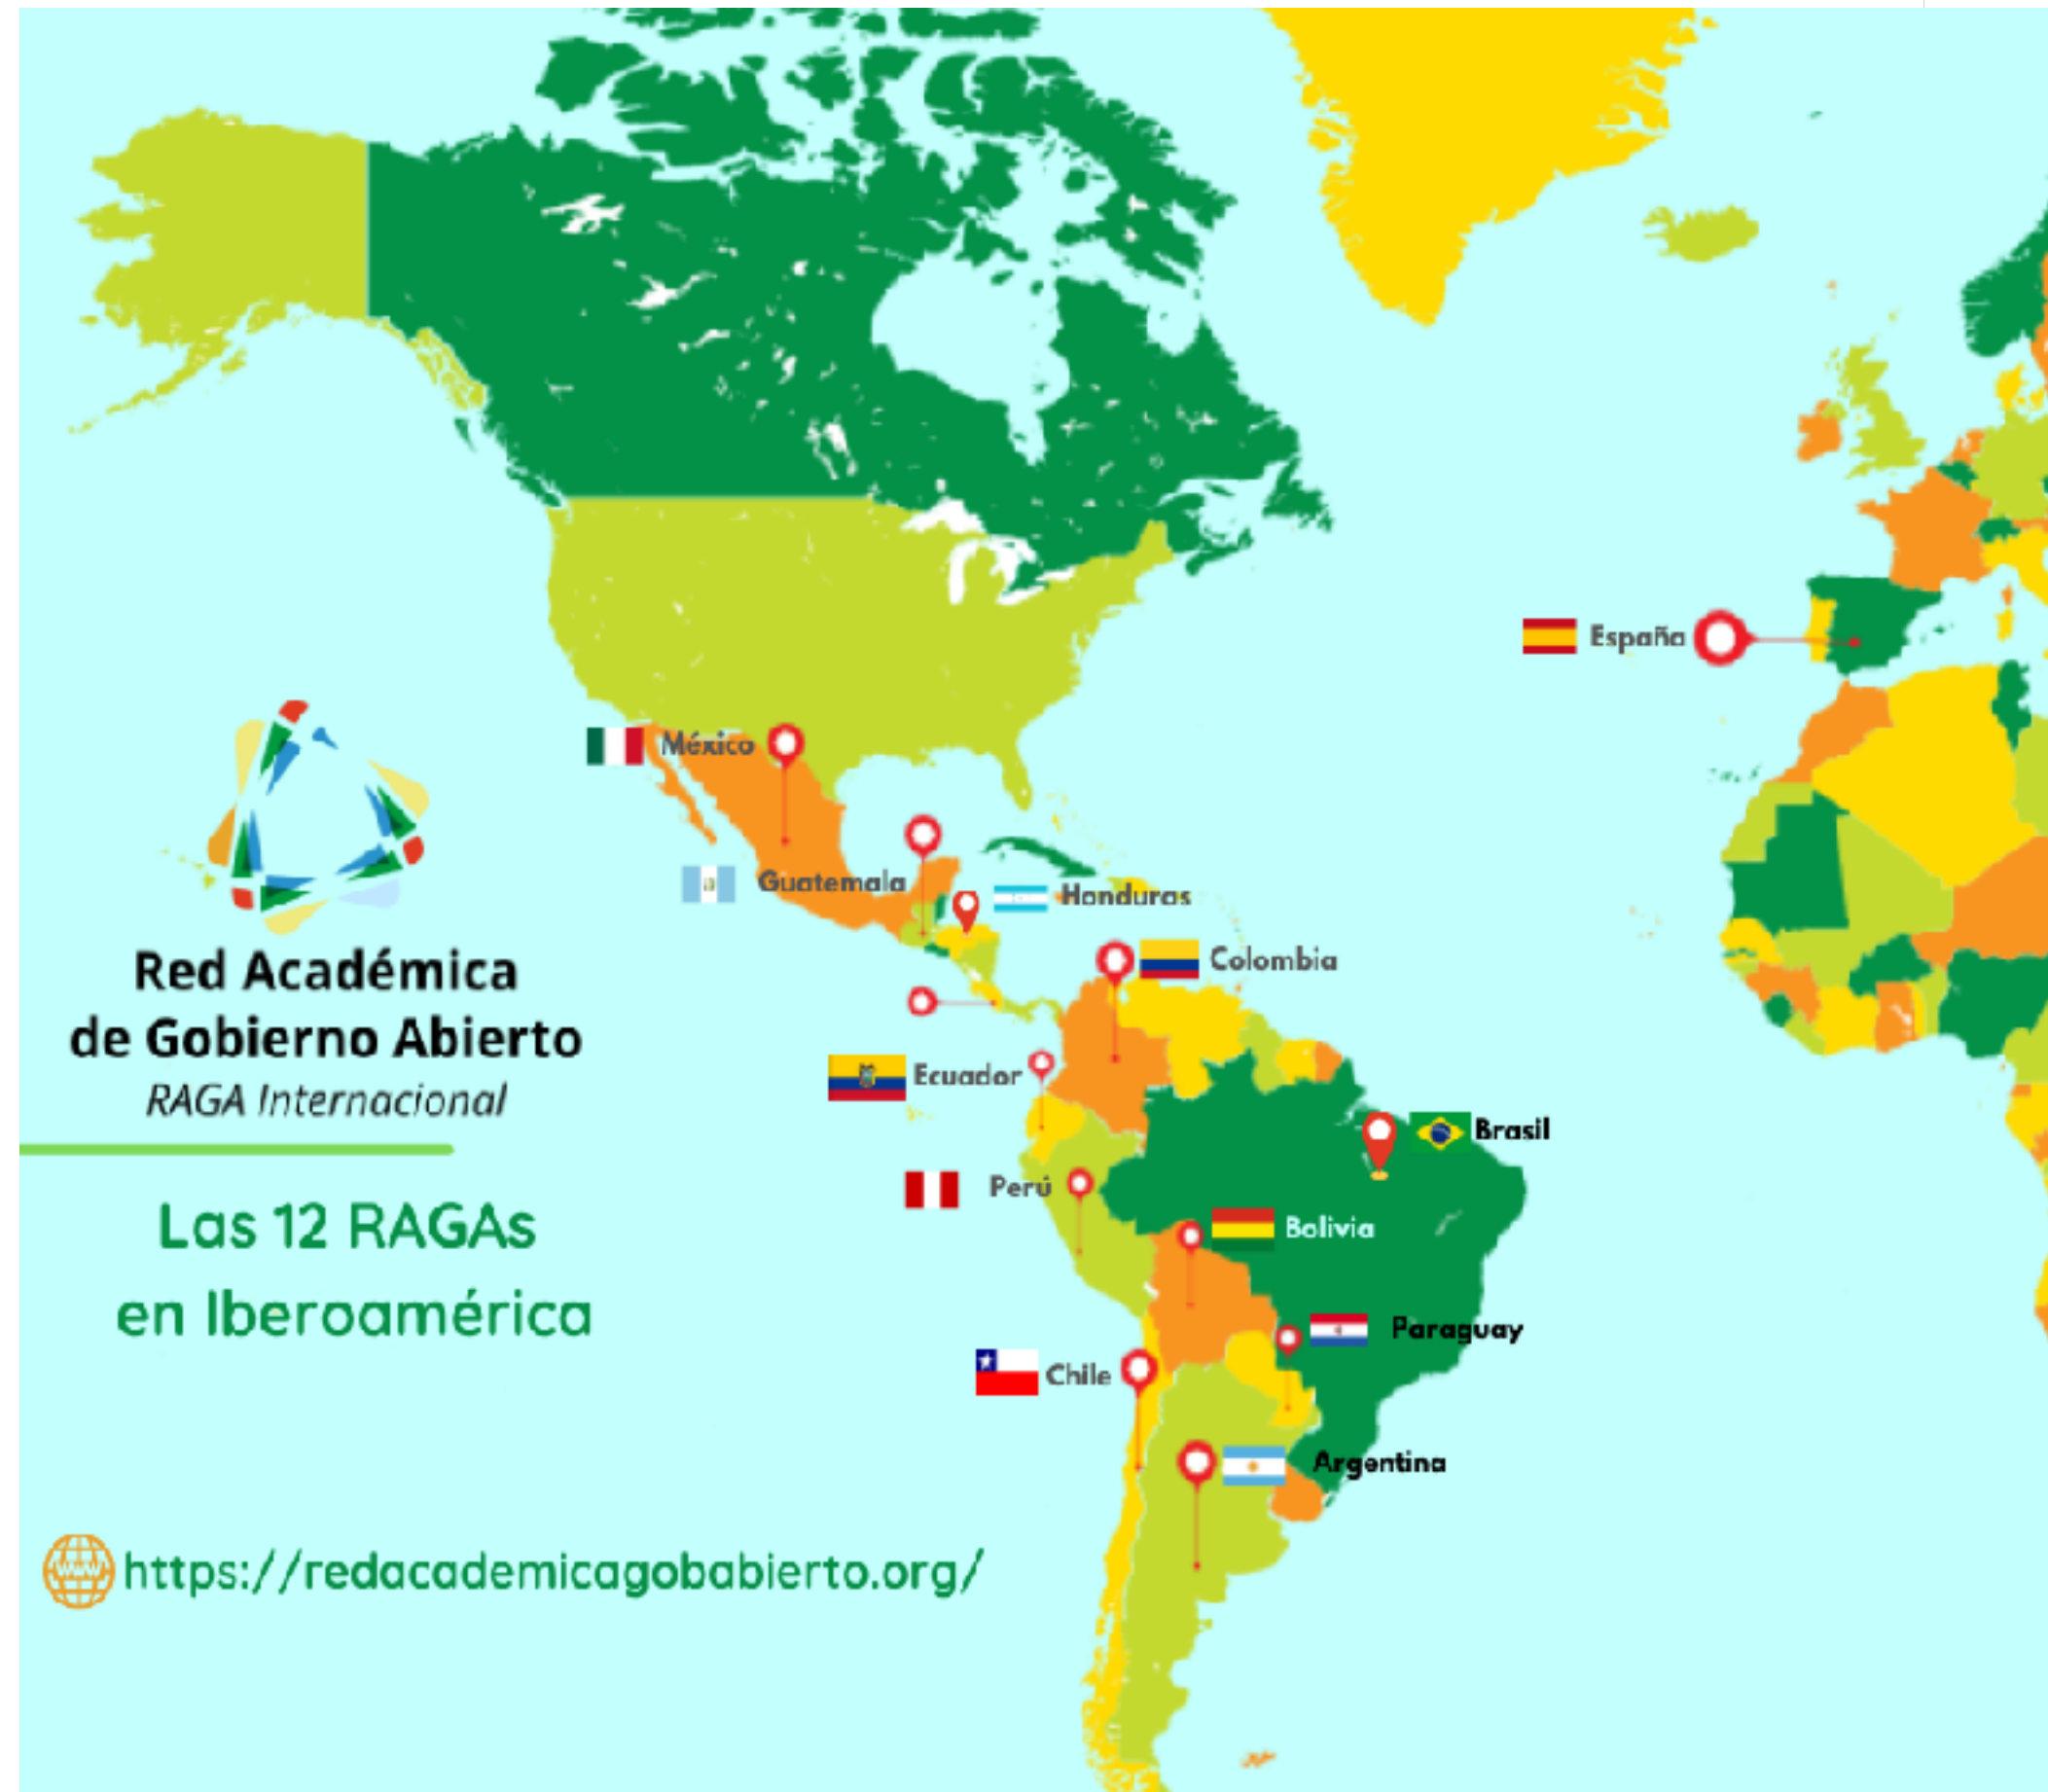 España
México
Guatemala
Honduras
Colombia
Ecuador
Brasil
Perú
Bolivia
Paraguay
Chile
Argentina
Red Académica
de Gobierno Abierto
RAGA Internacional
Las 12 RAGAs
en Iberoamérica
www
https://redacademicagobabierto.org/